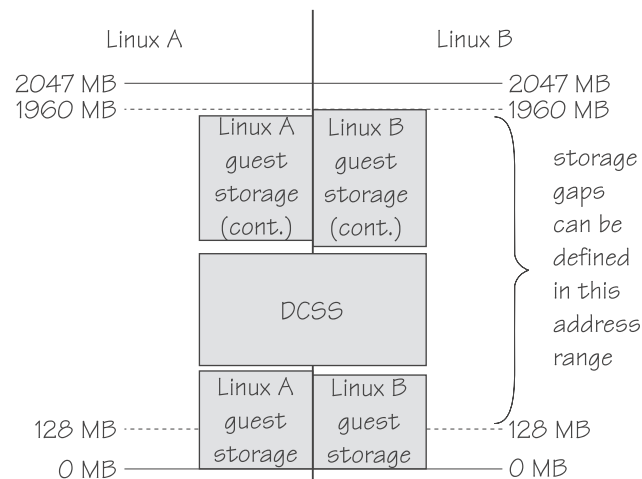 Linux A
Linux B
2047 MB
2047 MB
1960 MB
1960 MB
Linux A
guest
storage
(cont.)
Linux B
guest
storage
(cont.)
storage
gaps
can be
defined
in this
address
range
DCSS
Linux A
guest
storage
Linux B
guest
storage
128 MB
128 MB
0 MB
0 MB